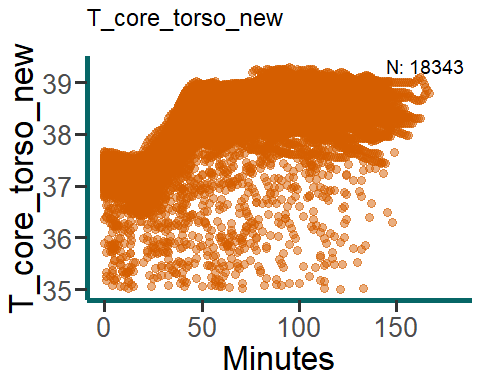 T_core_torso_new
N: 18343
T_core_torso_new
39
38
37
36
35
0 50 100 150
Minutes